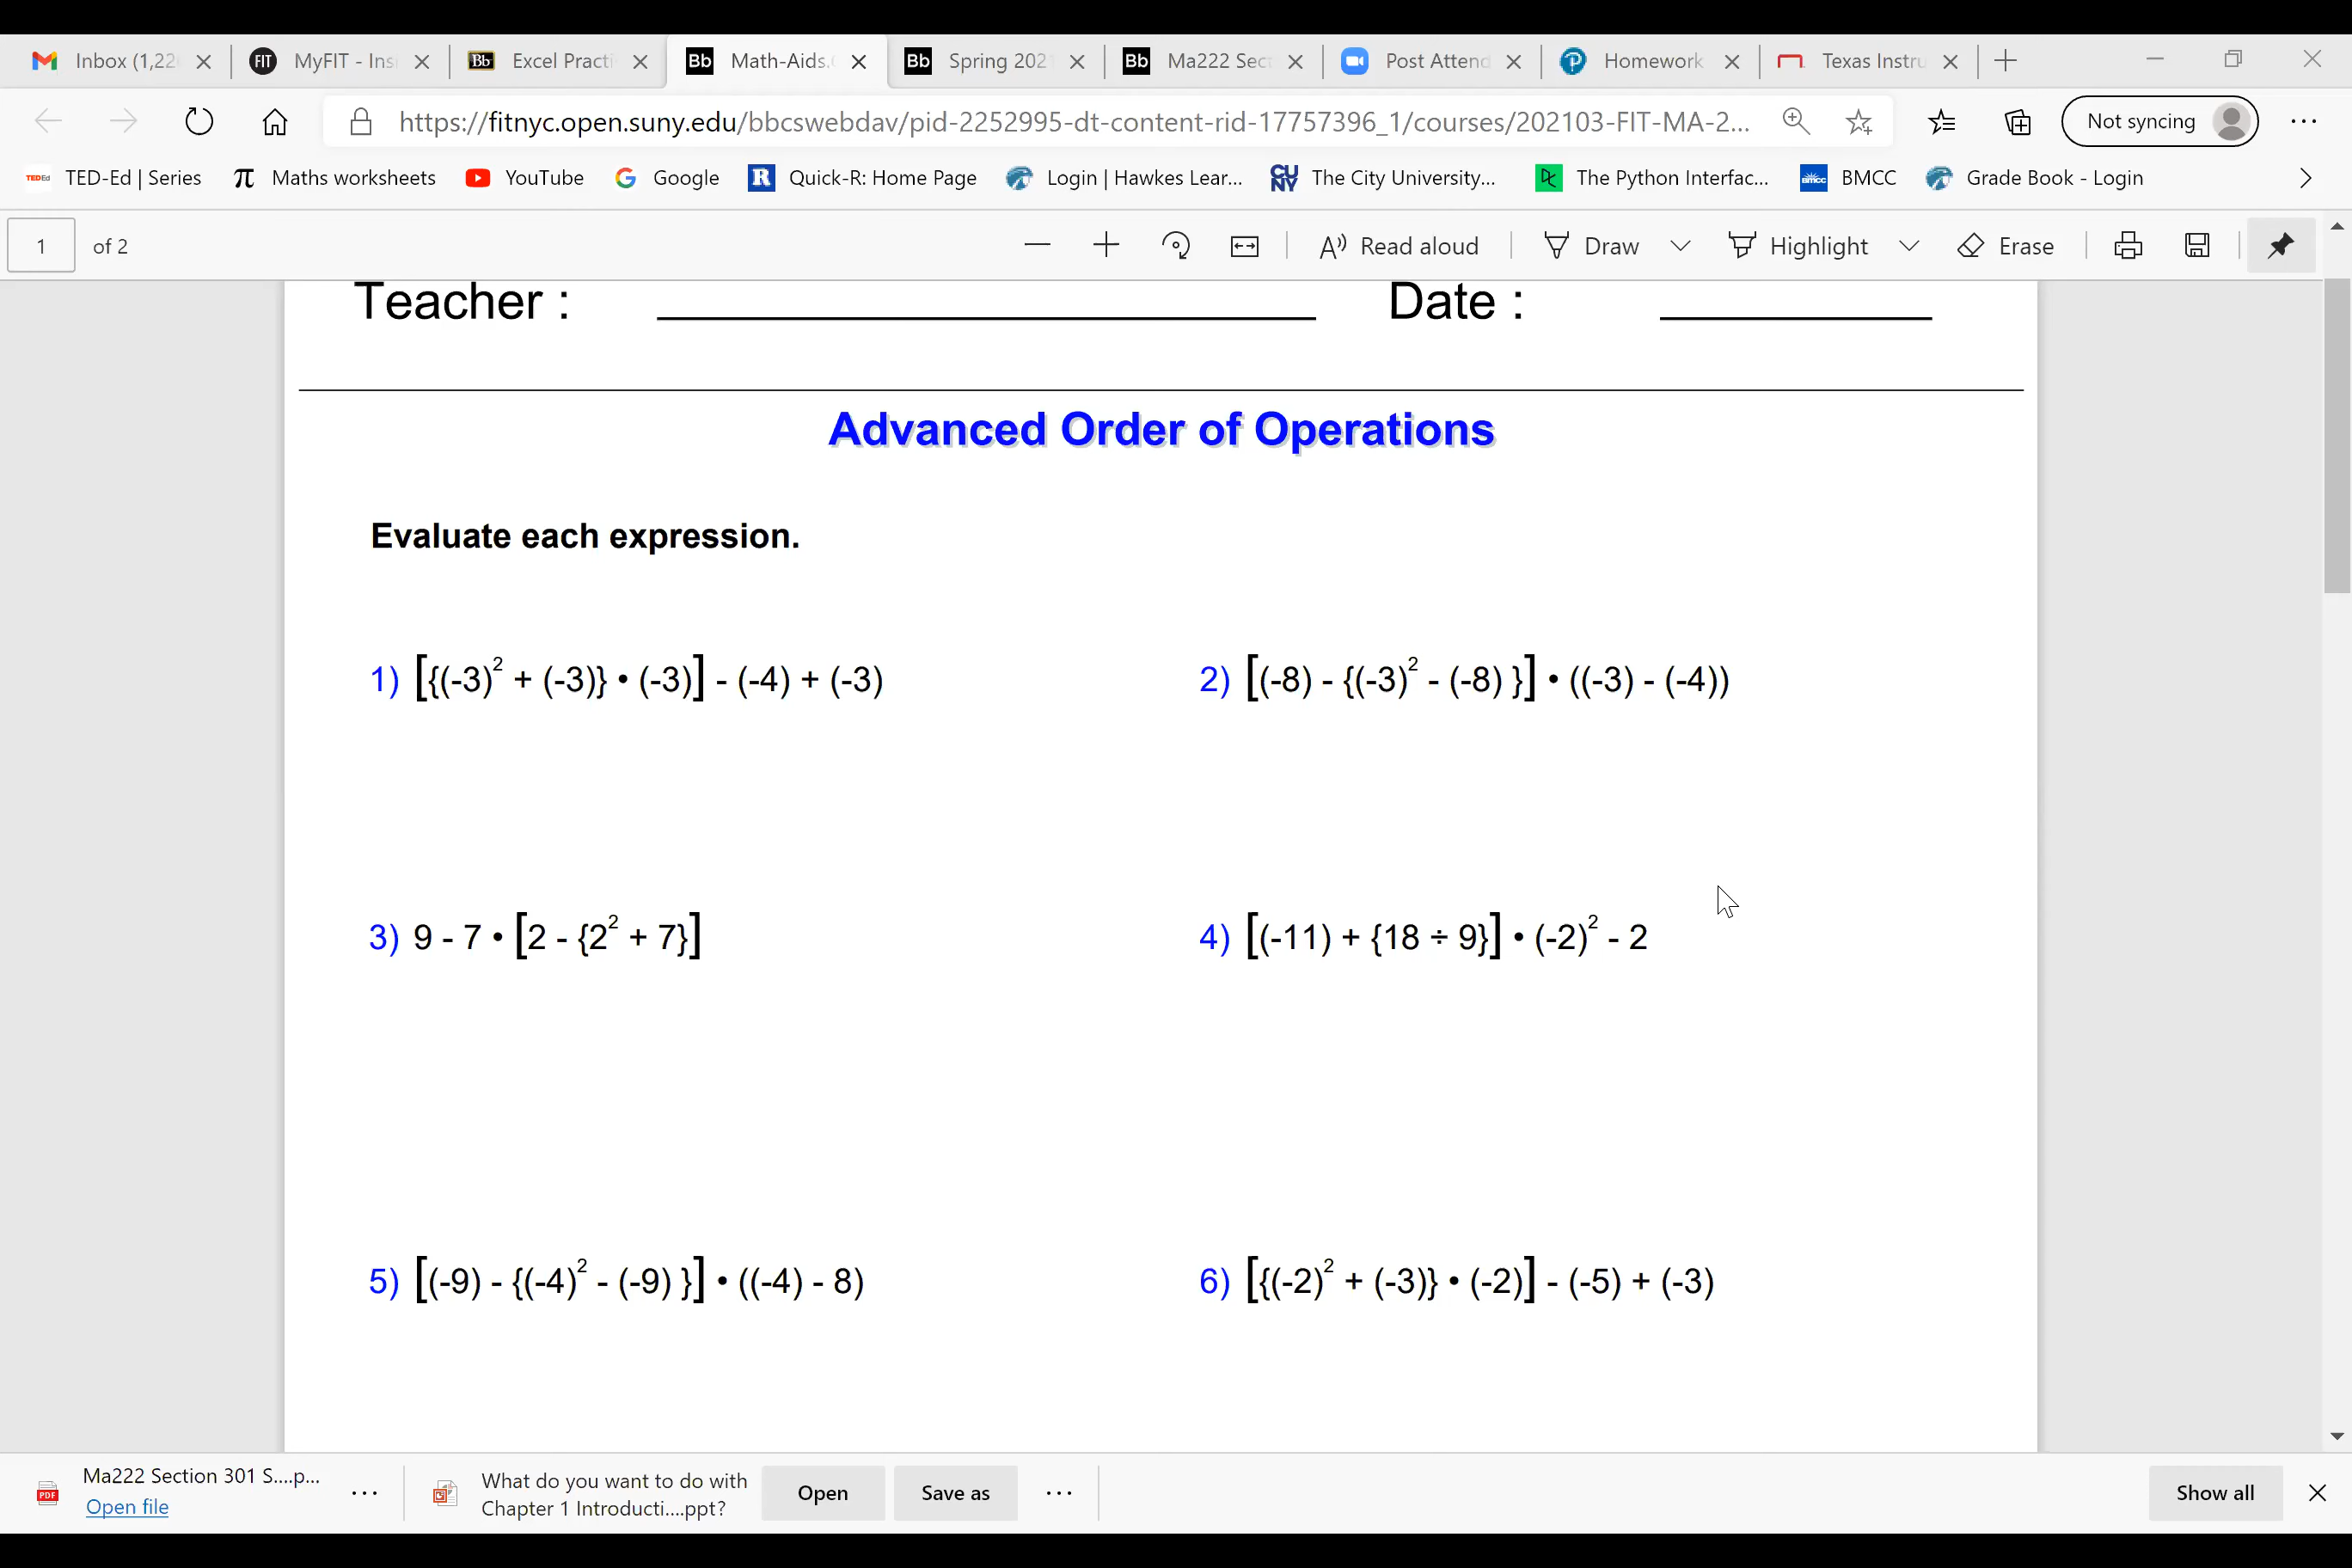 Inbox (1,22 MyFIT - Ins Excel Practi Math-Aids. Spring 2021 Ma222 Sect Post Attend Homework Texas Instru
https://fitnyc.open.suny.edu/bbcswebdav/pid-2252995-dt-content-rid-17757396_1/courses/202103-FIT-MA-2... Not syncing
TED-Ed | Series Maths worksheets YouTube Google Quick-R: Home Page Login | Hawkes Lear... The City University... The Python Interfac... BMCC Grade Book - Login
1 of 2 Read aloud Draw Highlight Erase
Teacher : Date :
Advanced Order of Operations
Evaluate each expression.
1) [{(-3)² + (-3)} • (-3)] - (-4) + (-3) 2) [(-8) - {(-3)² - (-8) }] • ((-3) - (-4))
3) 9 - 7 • [2 - {2² + 7}] 4) [(-11) + {18 ÷ 9}] • (-2)² - 2
5) [(-9) - {(-4)² - (-9) }] • ((-4) - 8) 6) [{(-2)² + (-3)} • (-2)] - (-5) + (-3)
Ma222 Section 301 S....p...
Open file
What do you want to do with
Chapter 1 Introducti....ppt?
Open Save as Show all